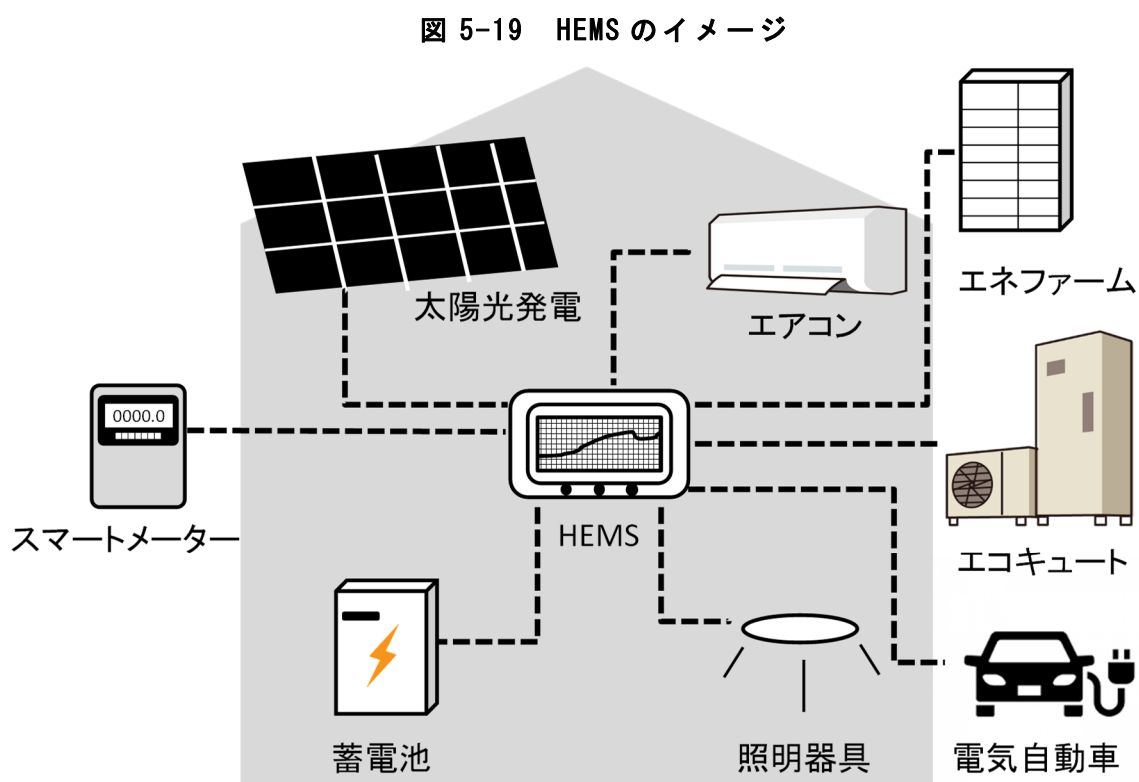 図 5-19 HEMS のイメージ
太陽光発電
エアコン
エネファーム
0000.0
スマートメーター
HEMS
エコキュート
蓄電池
照明器具
電気自動車